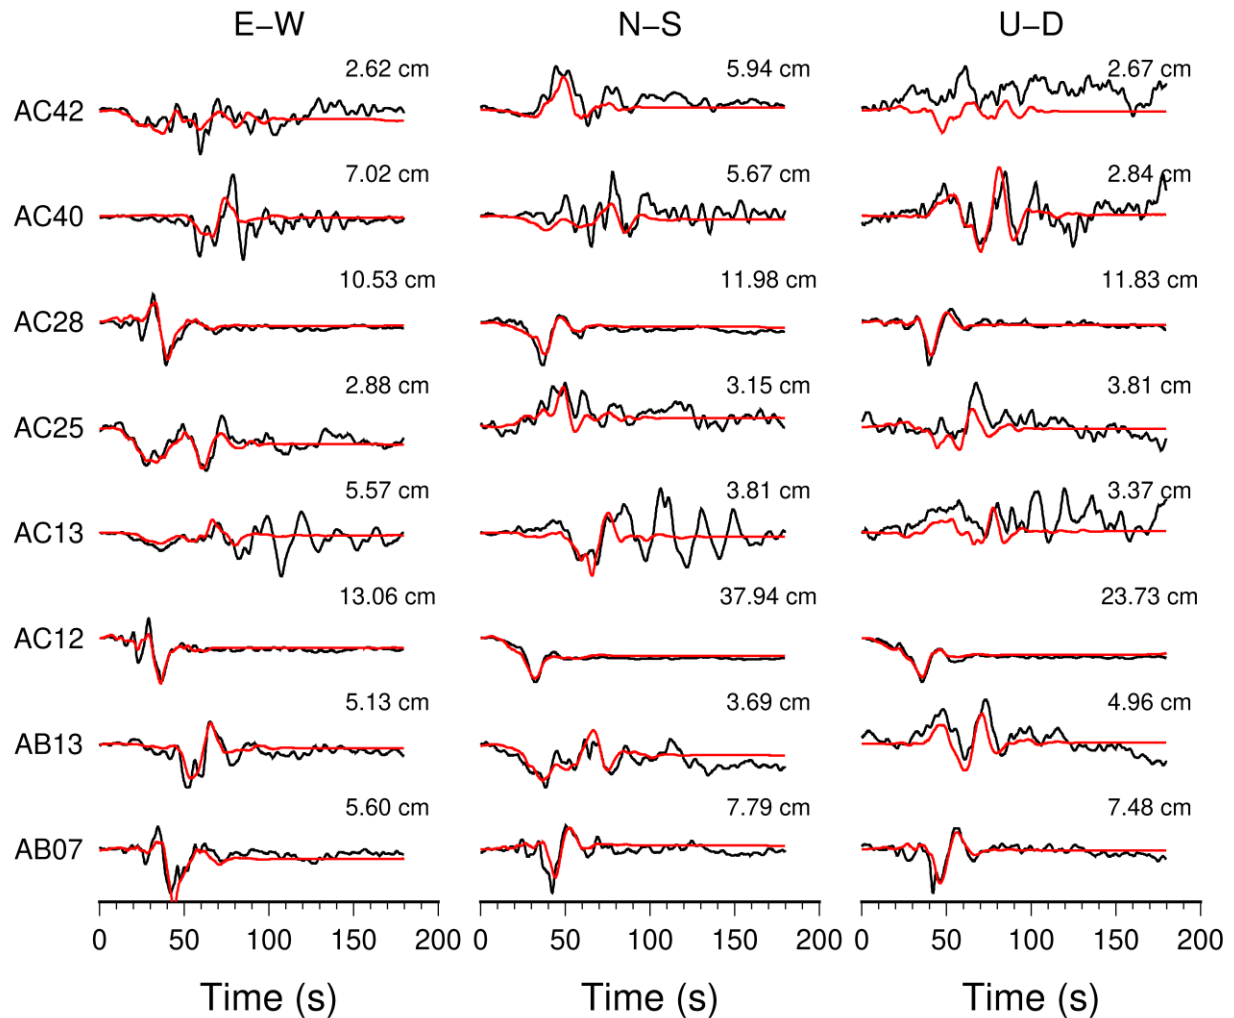 E–W N–S U–D
2.62 cm 5.94 cm 2.67 cm
AC42
7.02 cm 5.67 cm 2.84 cm
AC40
10.53 cm 11.98 cm 11.83 cm
AC28
2.88 cm 3.15 cm 3.81 cm
AC25
5.57 cm 3.81 cm 3.37 cm
AC13
13.06 cm 37.94 cm 23.73 cm
AC12
5.13 cm 3.69 cm 4.96 cm
AB13
5.60 cm 7.79 cm 7.48 cm
AB07
0 50 100 150 200 0 50 100 150 200 0 50 100 150 200
Time (s) Time (s) Time (s)